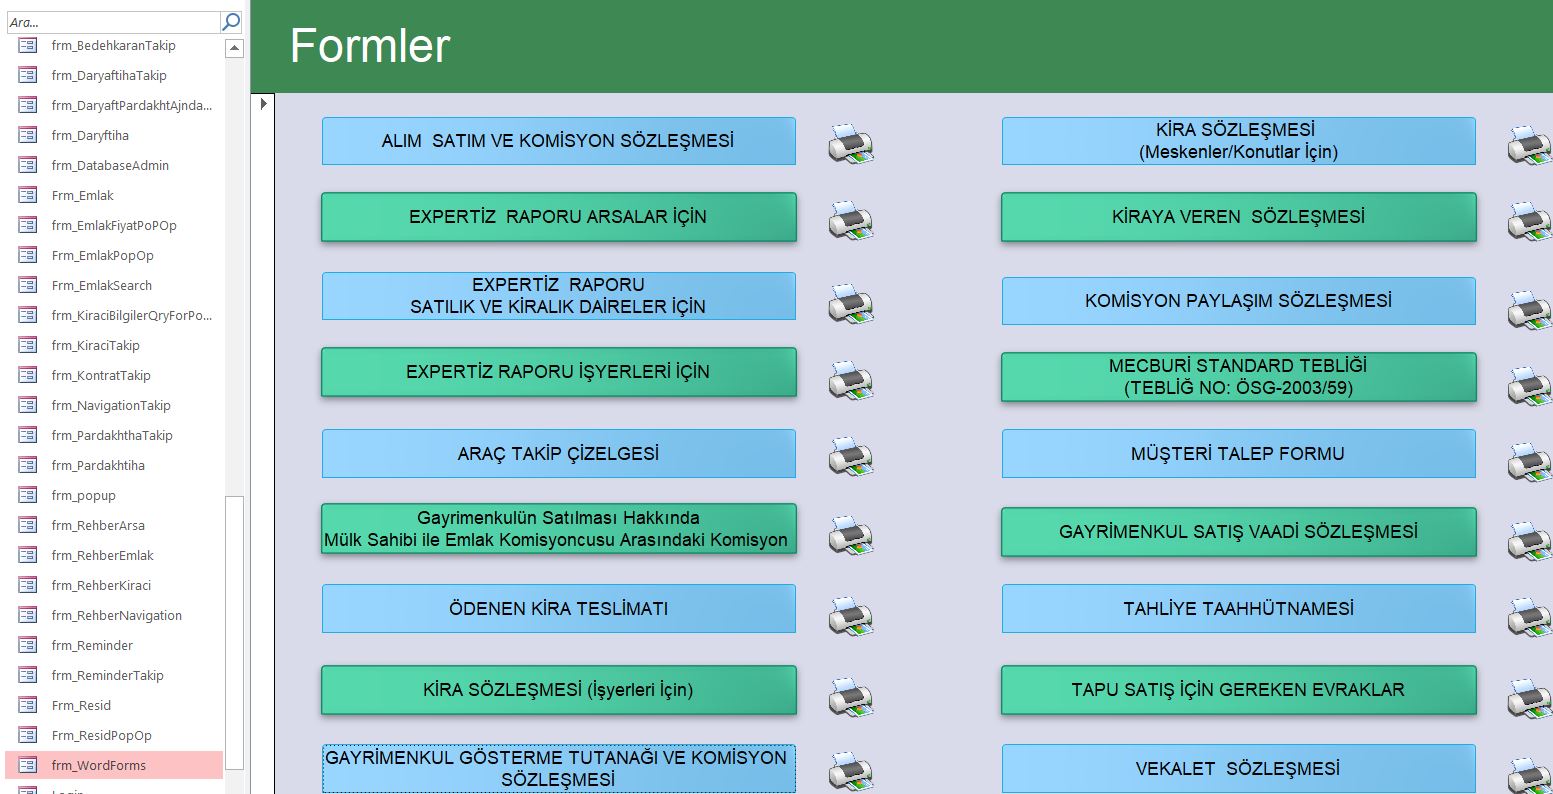 Ara...
frm_BedehkaranTakip
frm_DaryaftihaTakip
frm_DaryaftPardakhtAjnda...
frm_Daryftiha
frm_DatabaseAdmin
Frm_Emlak
frm_EmlakFiyatPoPOp
Frm_EmlakPopOp
Frm_EmlakSearch
frm_KiraciBilgilerQryForPo...
frm_KiraciTakip
frm_KontratTakip
frm_NavigationTakip
frm_PardakhthaTakip
frm_Pardakhtiha
frm_popup
frm_RehberArsa
frm_RehberEmlak
frm_RehberKiraci
frm_RehberNavigation
frm_Reminder
frm_ReminderTakip
Frm_Resid
Frm_ResidPopOp
frm_WordForms
Login
Formler
ALIM  SATIM VE KOMİSYON SÖZLEŞMESİ
EXPERTİZ  RAPORU ARSALAR İÇİN
EXPERTİZ  RAPORU
SATILIK VE KİRALIK DAİRELER İÇİN
EXPERTİZ RAPORU İŞYERLERİ İÇİN
ARAÇ TAKİP ÇİZELGESİ
Gayrimenkulün Satılması Hakkında
Mülk Sahibi ile Emlak Komisyoncusu Arasındaki Komisyon
ÖDENEN KİRA TESLİMATI
KİRA SÖZLEŞMESİ (İşyerleri İçin)
GAYRİMENKUL GÖSTERME TUTANAĞI VE KOMİSYON
SÖZLEŞMESİ
KİRA SÖZLEŞMESİ
(Meskenler/Konutlar İçin)
KİRAYA VEREN  SÖZLEŞMESİ
KOMİSYON PAYLAŞIM SÖZLEŞMESİ
MECBURİ STANDARD TEBLİĞİ
(TEBLİĞ NO: ÖSG-2003/59)
MÜŞTERİ TALEP FORMU
GAYRİMENKUL SATIŞ VAADİ SÖZLEŞMESİ
TAHLİYE TAAHHÜTNAMESİ
TAPU SATIŞ İÇİN GEREKEN EVRAKLAR
VEKALET  SÖZLEŞMESİ